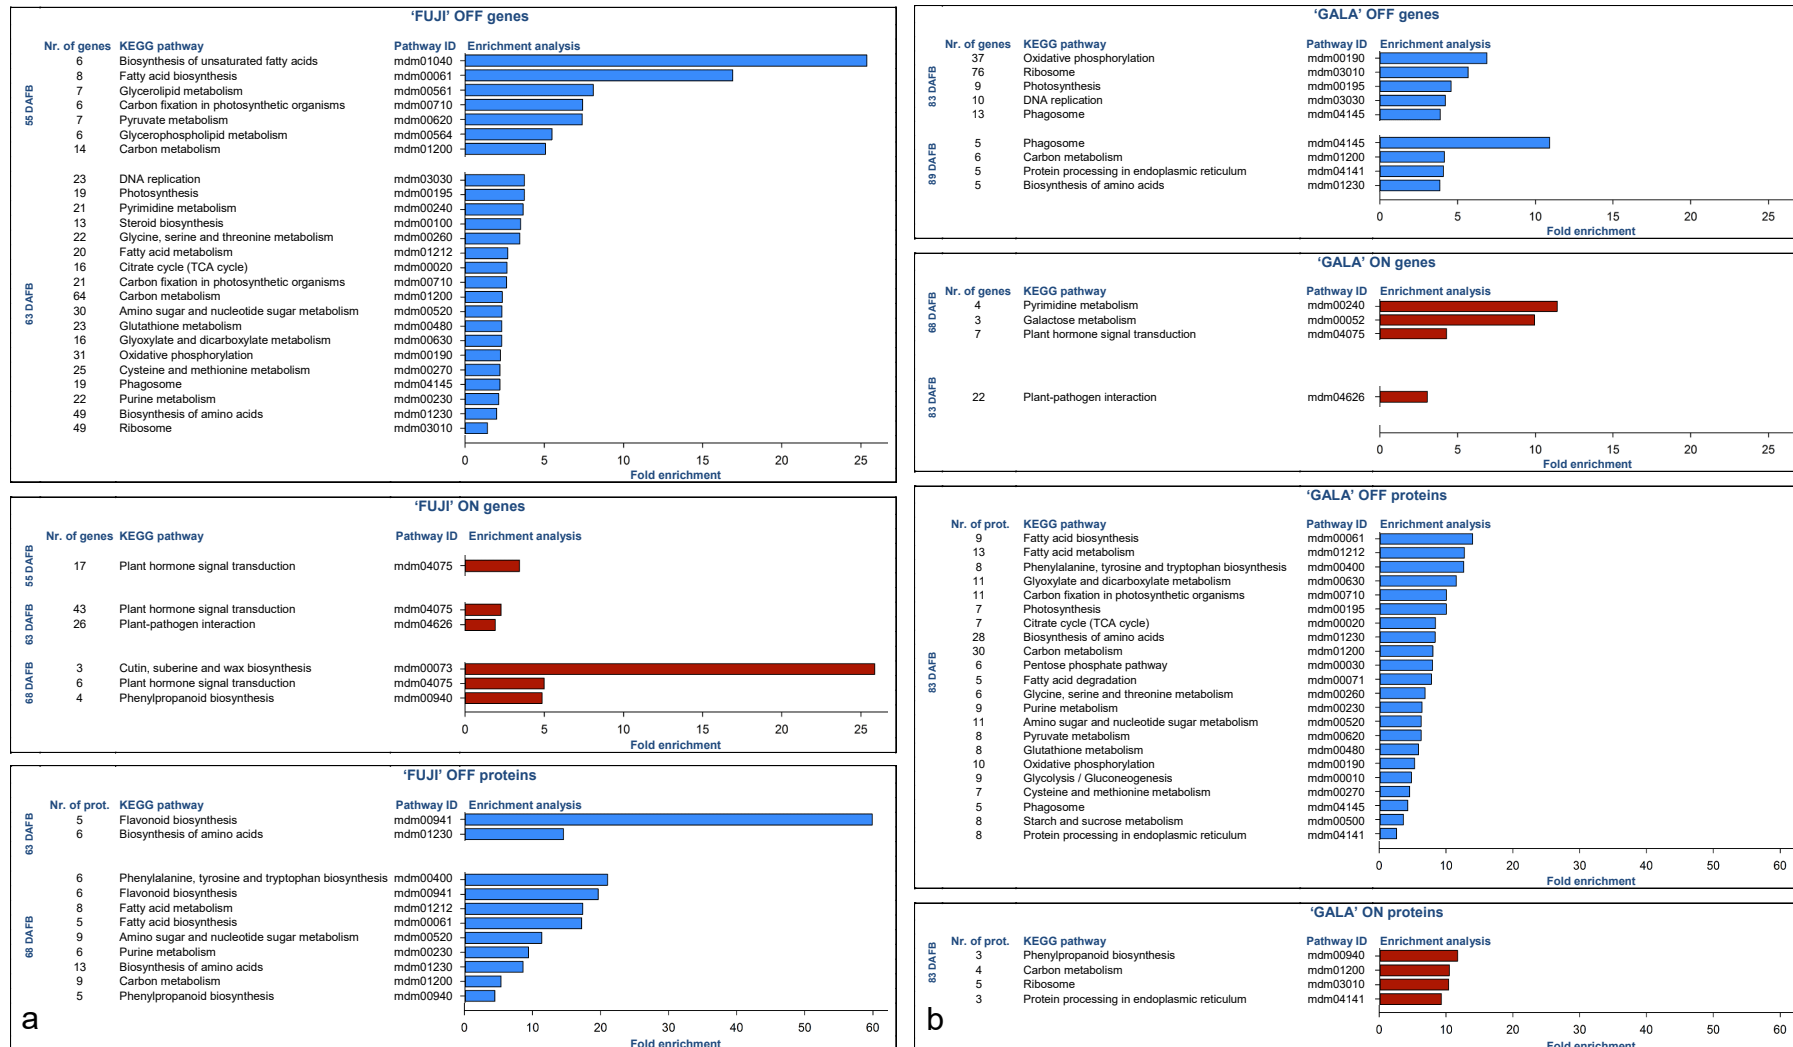 ‘FUJI’ OFF genes
Nr. of genes KEGG pathway Pathway ID Enrichment analysis
55 DAFB
6 Biosynthesis of unsaturated fatty acids mdm01040
8 Fatty acid biosynthesis mdm00061
7 Glycerolipid metabolism mdm00561
6 Carbon fixation in photosynthetic organisms mdm00710
7 Pyruvate metabolism mdm00620
6 Glycerophospholipid metabolism mdm00564
14 Carbon metabolism mdm01200
63 DAFB
23 DNA replication mdm03030
19 Photosynthesis mdm00195
21 Pyrimidine metabolism mdm00240
13 Steroid biosynthesis mdm00100
22 Glycine, serine and threonine metabolism mdm00260
20 Fatty acid metabolism mdm01212
16 Citrate cycle (TCA cycle) mdm00020
21 Carbon fixation in photosynthetic organisms mdm00710
64 Carbon metabolism mdm01200
30 Amino sugar and nucleotide sugar metabolism mdm00520
23 Glutathione metabolism mdm00480
16 Glyoxylate and dicarboxylate metabolism mdm00630
31 Oxidative phosphorylation mdm00190
25 Cysteine and methionine metabolism mdm00270
19 Phagosome mdm04145
22 Purine metabolism mdm00230
49 Biosynthesis of amino acids mdm01230
49 Ribosome mdm03010
0 5 10 15 20 25
Fold enrichment
‘FUJI’ ON genes
Nr. of genes KEGG pathway Pathway ID Enrichment analysis
55 DAFB
17 Plant hormone signal transduction mdm04075
63 DAFB
43 Plant hormone signal transduction mdm04075
26 Plant-pathogen interaction mdm04626
68 DAFB
3 Cutin, suberine and wax biosynthesis mdm00073
6 Plant hormone signal transduction mdm04075
4 Phenylpropanoid biosynthesis mdm00940
0 5 10 15 20 25
Fold enrichment
‘FUJI’ OFF proteins
Nr. of prot. KEGG pathway Pathway ID Enrichment analysis
63 DAFB
5 Flavonoid biosynthesis mdm00941
6 Biosynthesis of amino acids mdm01230
68 DAFB
6 Phenylalanine, tyrosine and tryptophan biosynthesis mdm00400
6 Flavonoid biosynthesis mdm00941
8 Fatty acid metabolism mdm01212
5 Fatty acid biosynthesis mdm00061
9 Amino sugar and nucleotide sugar metabolism mdm00520
6 Purine metabolism mdm00230
13 Biosynthesis of amino acids mdm01230
9 Carbon metabolism mdm01200
5 Phenylpropanoid biosynthesis mdm00940
0 10 20 30 40 50 60
Fold enrichment
a
‘GALA’ OFF genes
Nr. of genes KEGG pathway Pathway ID Enrichment analysis
83 DAFB
37 Oxidative phosphorylation mdm00190
76 Ribosome mdm03010
9 Photosynthesis mdm00195
10 DNA replication mdm03030
13 Phagosome mdm04145
89 DAFB
5 Phagosome mdm04145
6 Carbon metabolism mdm01200
5 Protein processing in endoplasmic reticulum mdm04141
5 Biosynthesis of amino acids mdm01230
0 5 10 15 20 25
Fold enrichment
‘GALA’ ON genes
Nr. of genes KEGG pathway Pathway ID Enrichment analysis
68 DAFB
4 Pyrimidine metabolism mdm00240
3 Galactose metabolism mdm00052
7 Plant hormone signal transduction mdm04075
83 DAFB
22 Plant-pathogen interaction mdm04626
0 5 10 15 20 25
Fold enrichment
‘GALA’ OFF proteins
Nr. of prot. KEGG pathway Pathway ID Enrichment analysis
83 DAFB
9 Fatty acid biosynthesis mdm00061
13 Fatty acid metabolism mdm01212
8 Phenylalanine, tyrosine and tryptophan biosynthesis mdm00400
11 Glyoxylate and dicarboxylate metabolism mdm00630
11 Carbon fixation in photosynthetic organisms mdm00710
7 Photosynthesis mdm00195
7 Citrate cycle (TCA cycle) mdm00020
28 Biosynthesis of amino acids mdm01230
30 Carbon metabolism mdm01200
6 Pentose phosphate pathway mdm00030
5 Fatty acid degradation mdm00071
6 Glycine, serine and threonine metabolism mdm00260
9 Purine metabolism mdm00230
11 Amino sugar and nucleotide sugar metabolism mdm00520
8 Pyruvate metabolism mdm00620
8 Glutathione metabolism mdm00480
10 Oxidative phosphorylation mdm00190
9 Glycolysis / Gluconeogenesis mdm00010
7 Cysteine and methionine metabolism mdm00270
5 Phagosome mdm04145
8 Starch and sucrose metabolism mdm00500
8 Protein processing in endoplasmic reticulum mdm04141
0 10 20 30 40 50 60
Fold enrichment
‘GALA’ ON proteins
Nr. of prot. KEGG pathway Pathway ID Enrichment analysis
83 DAFB
3 Phenylpropanoid biosynthesis mdm00940
4 Carbon metabolism mdm01200
5 Ribosome mdm03010
3 Protein processing in endoplasmic reticulum mdm04141
0 10 20 30 40 50 60
Fold enrichment
b